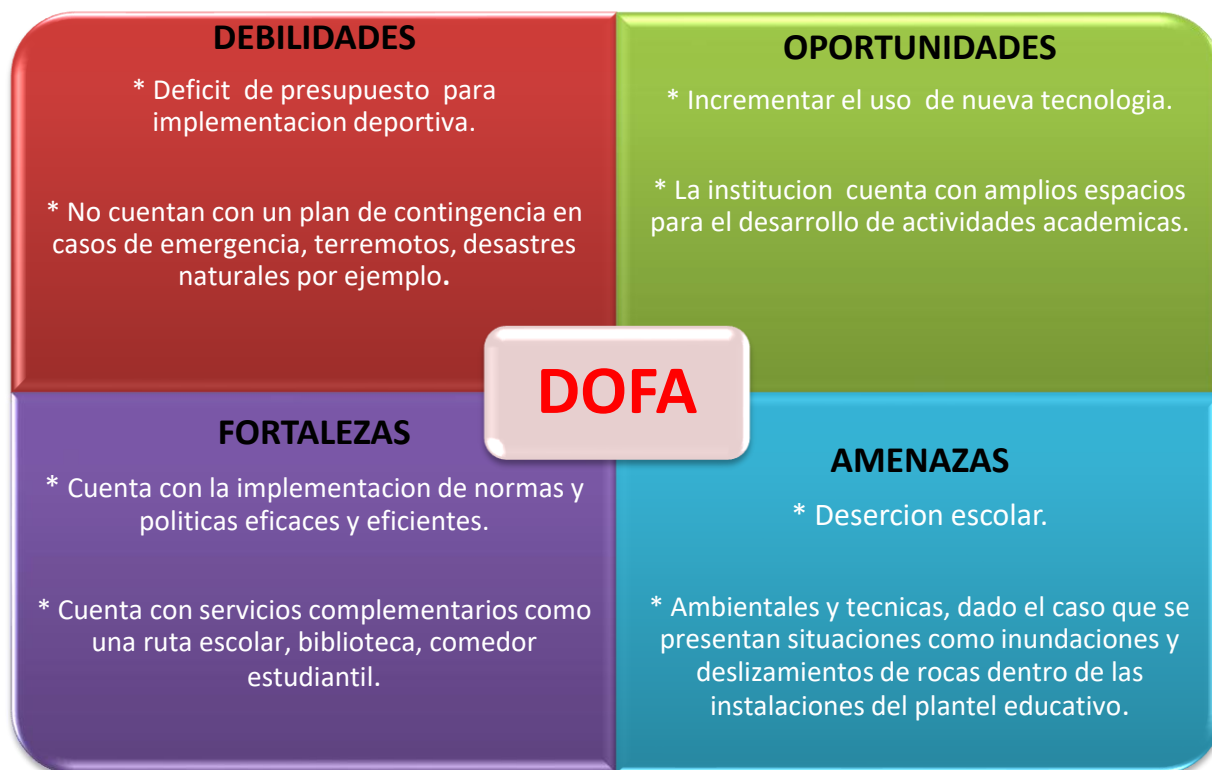 DEBILIDADES
* Deficit de presupuesto para
implementacion deportiva.
* No cuentan con un plan de contingencia en
casos de emergencia, terremotos, desastres
naturales por ejemplo.
OPORTUNIDADES
* Incrementar el uso de nueva tecnologia.
* La institucion cuenta con amplios espacios
para el desarrollo de actividades academicas.
DOFA
FORTALEZAS
* Cuenta con la implementacion de normas y
politicas eficaces y eficientes.
* Cuenta con servicios complementarios como
una ruta escolar, biblioteca, comedor
estudiantil.
AMENAZAS
* Desercion escolar.
* Ambientales y tecnicas, dado el caso que se
presentan situaciones como inundaciones y
deslizamientos de rocas dentro de las
instalaciones del plantel educativo.